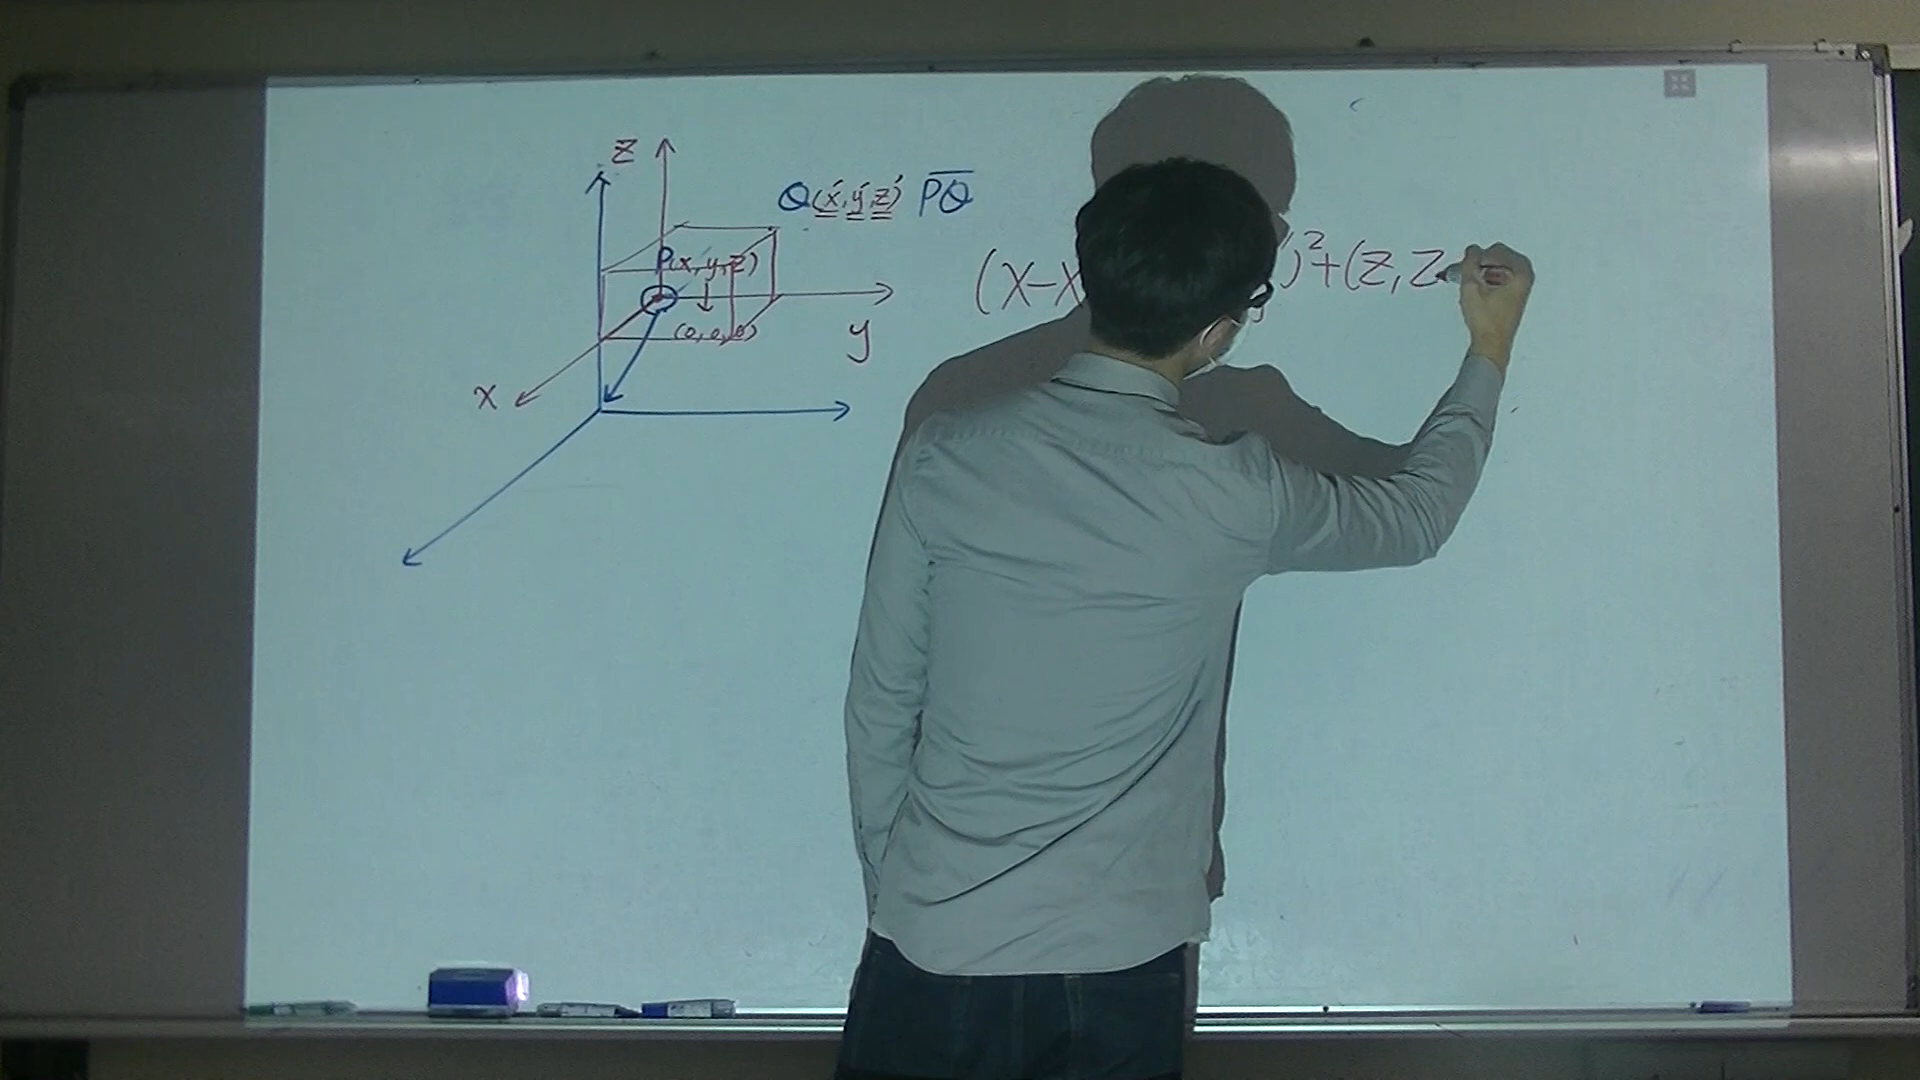 z
Q(x′,y′,z′) PQ̅
P(x,y,z)
(x-x )²+(z,z
(0,0,0)
y
x